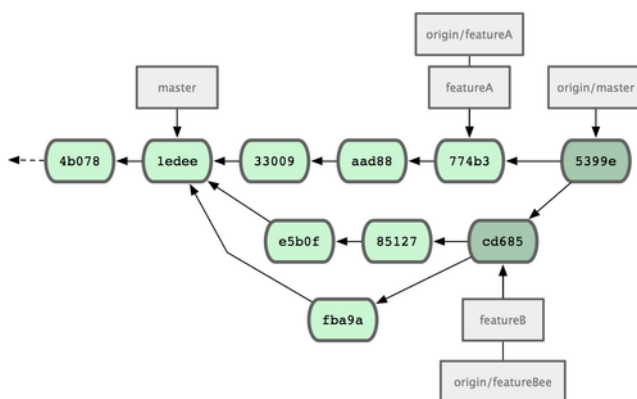 origin/featureA
master
featureA
origin/master
4b078
1edee
33009
aad88
774b3
5399e
e5b0f
85127
cd685
fba9a
featureB
origin/featureBee